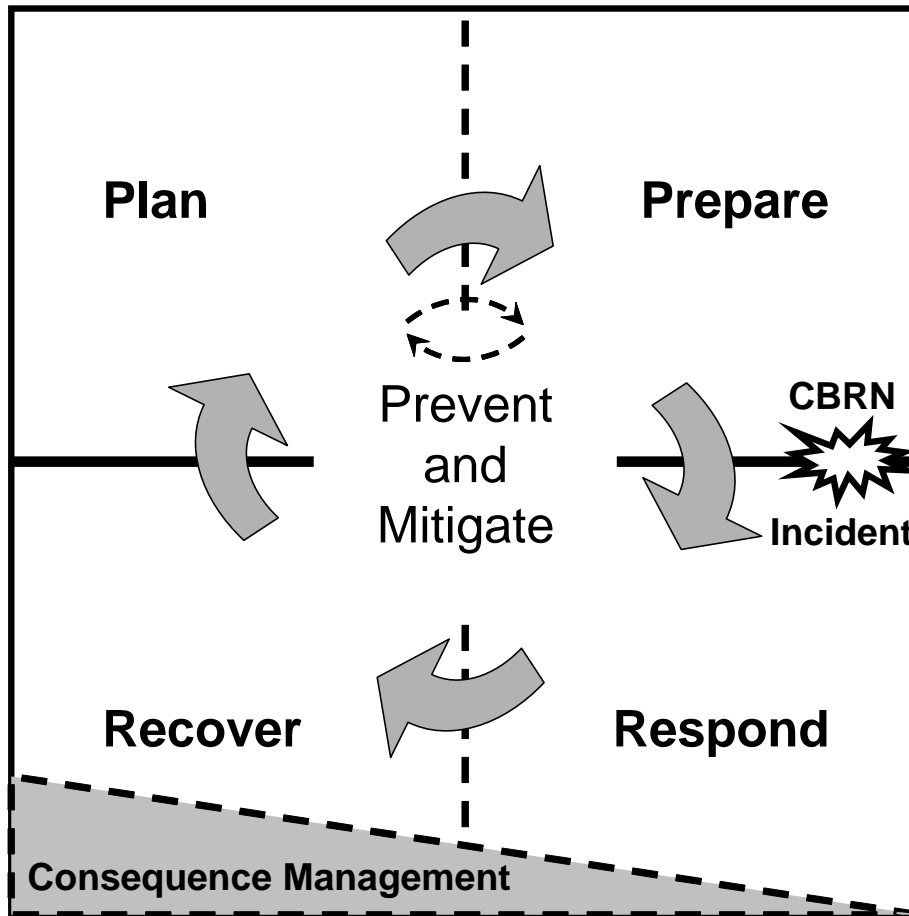 Plan
Prepare
Prevent
and
Mitigate
CBRN
Incident
Recover
Respond
Consequence Management